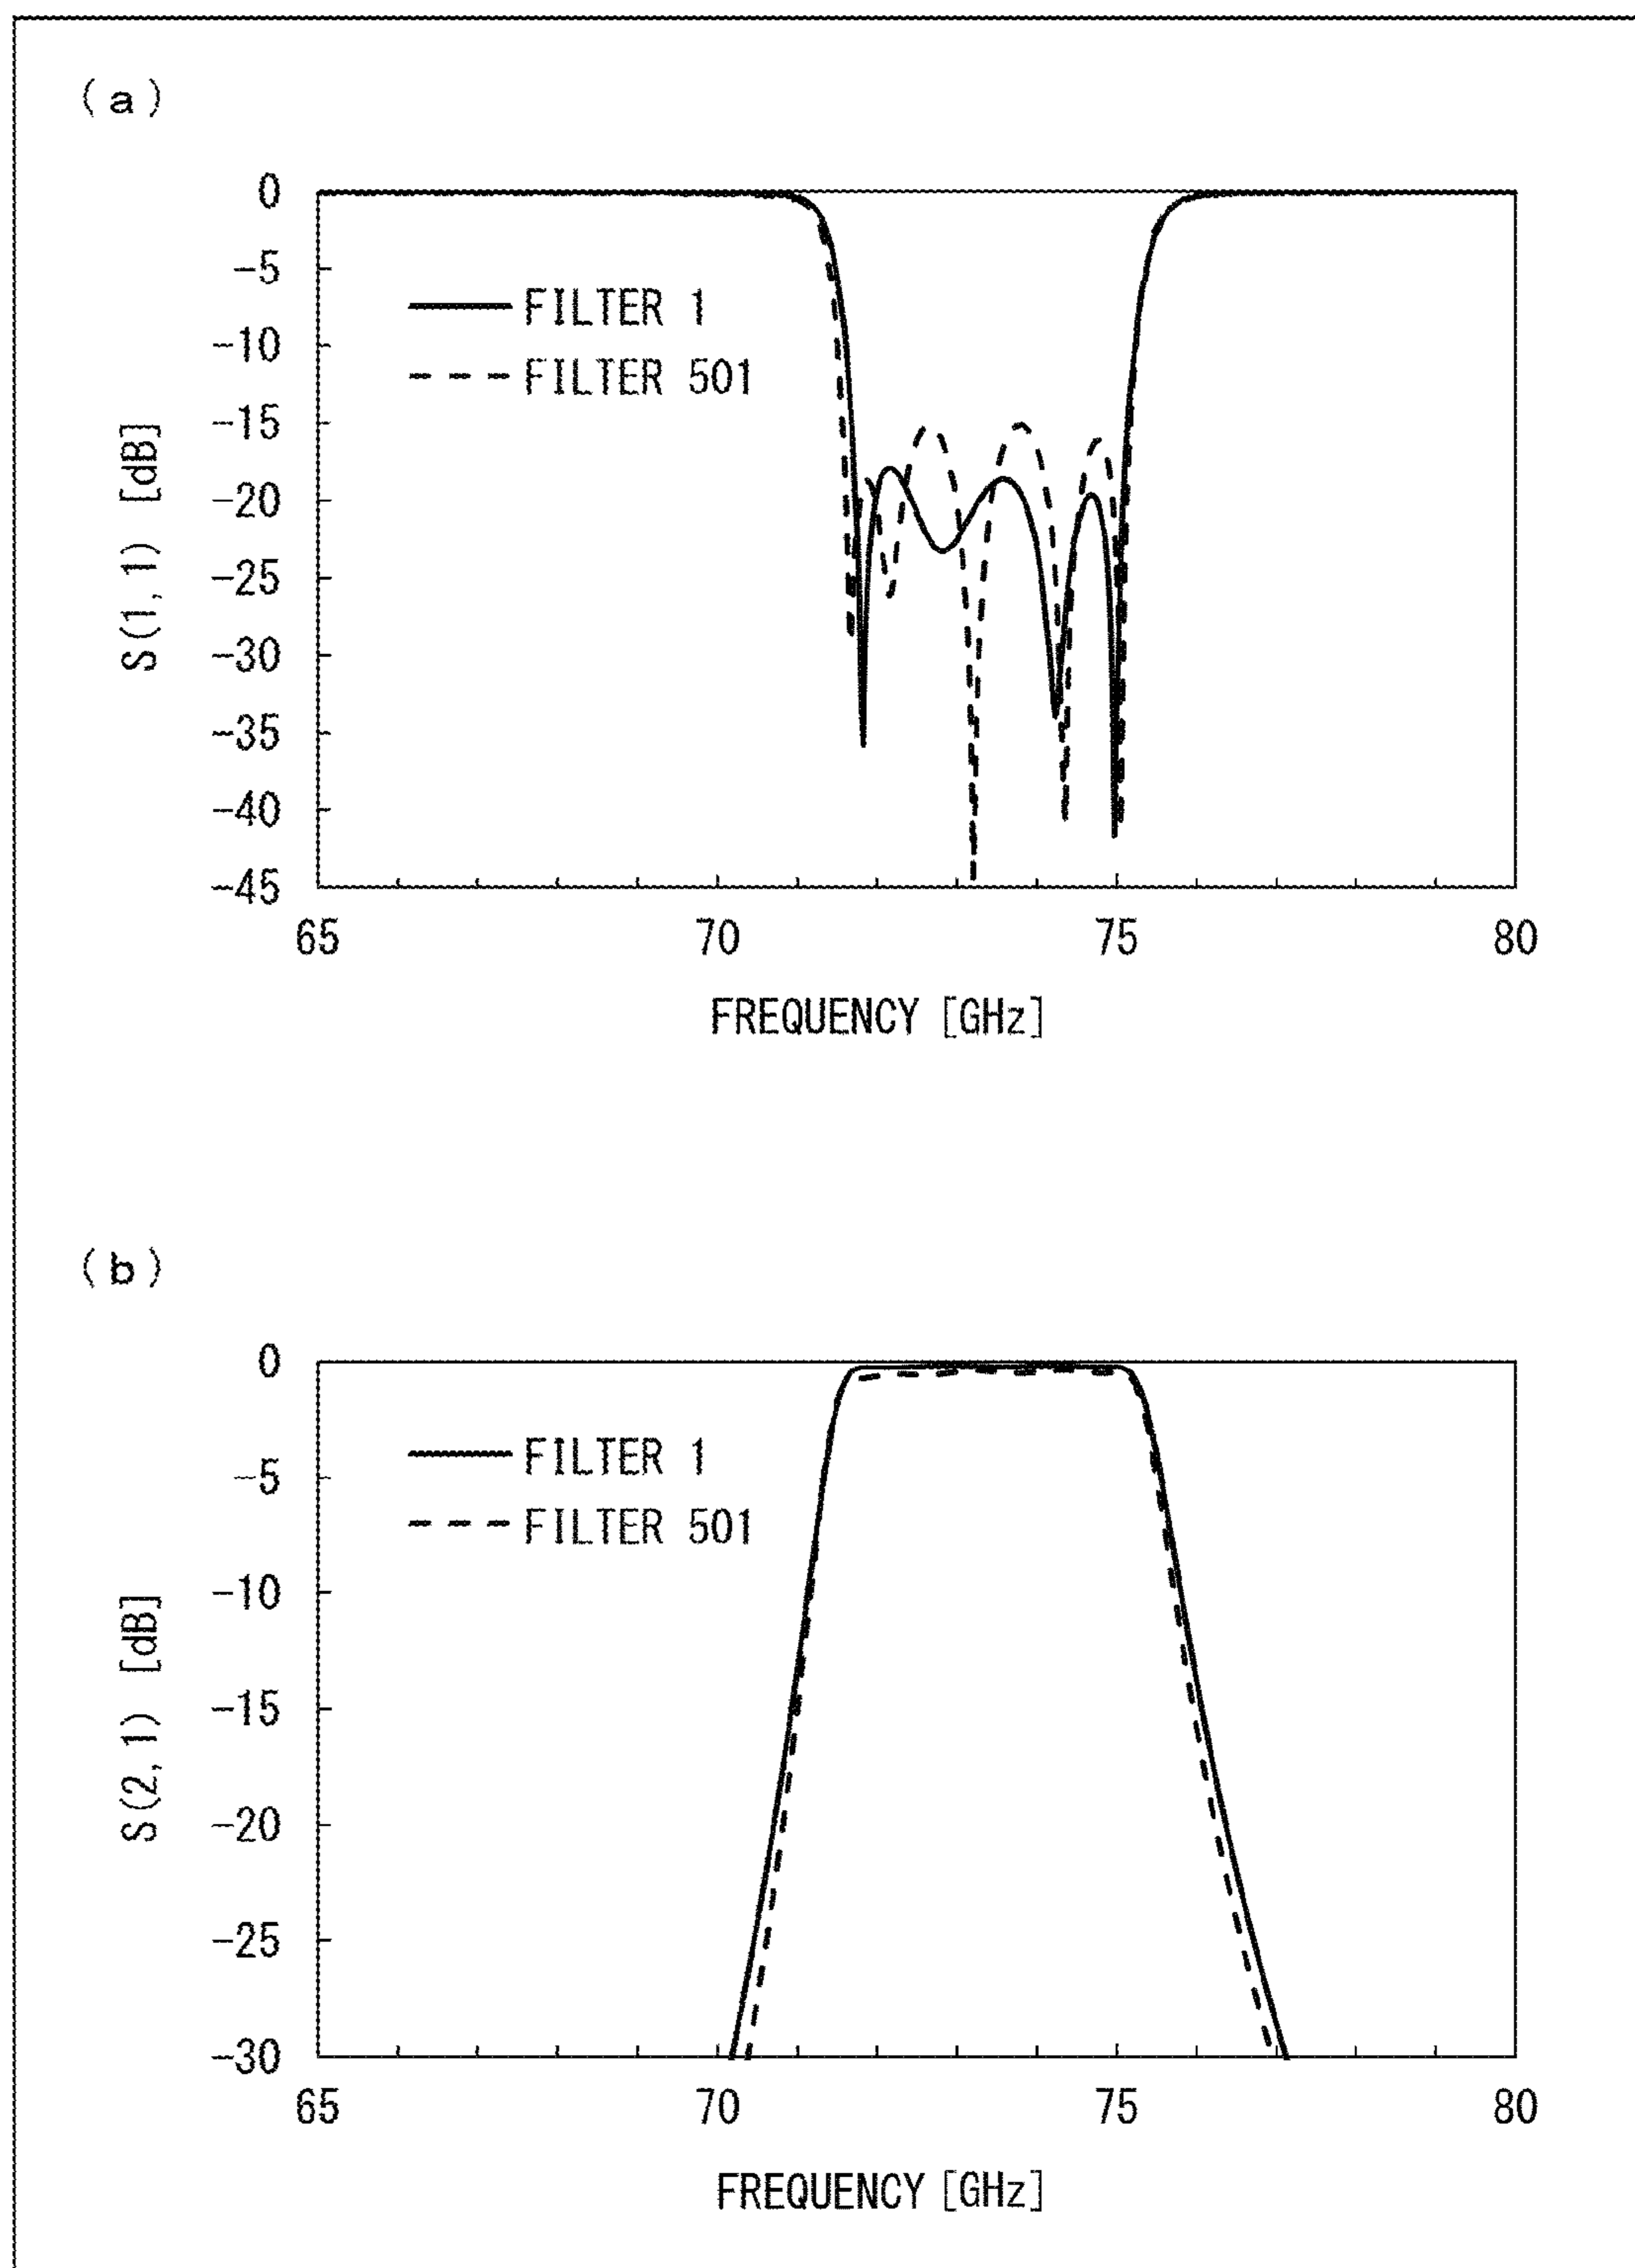 (a)
0
-5
-10
-15
-20
-25
-30
-35
-40
-45
S(1,1) [dB]
FILTER 1
FILTER 501
65 70 75 80
FREQUENCY [GHz]
(b)
0
-5
-10
-15
-20
-25
-30
S(2,1) [dB]
FILTER 1
FILTER 501
65 70 75 80
FREQUENCY [GHz]